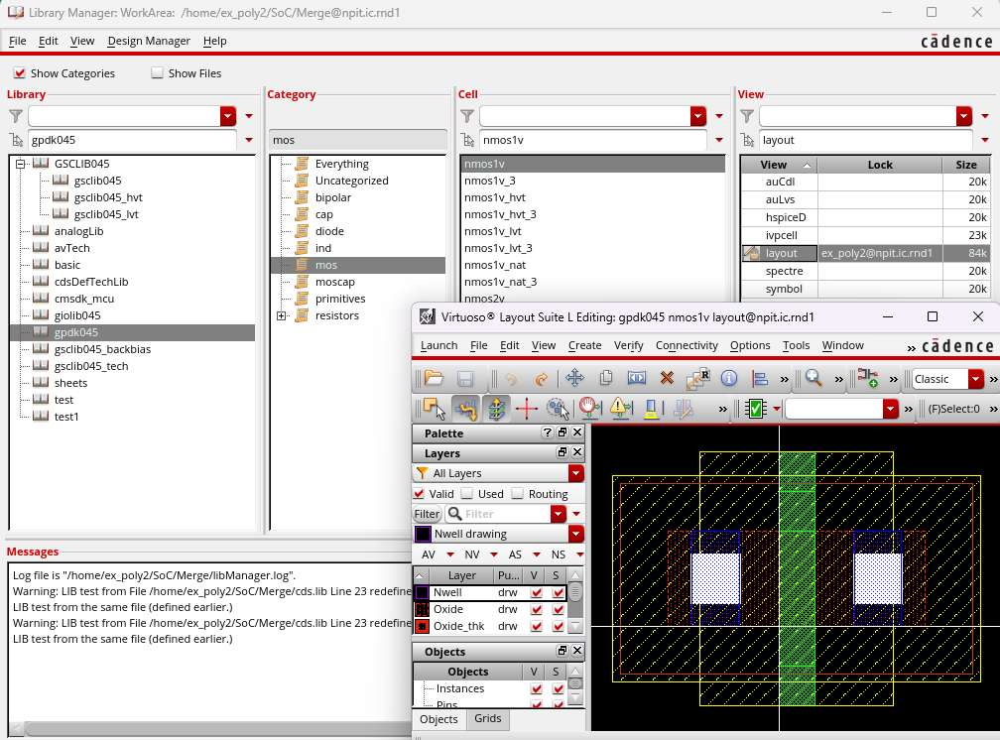 Library Manager: WorkArea: /home/ex_poly2/SoC/Merge@npit.ic.rnd1
File Edit View Design Manager Help
cādence
Show Categories Show Files
Library
gpdk045
GSCLIB045
gsclib045
gsclib045_hvt
gsclib045_lvt
analogLib
avTech
basic
cdsDefTechLib
cmsdk_mcu
giolib045
gpdk045
gsclib045_backbias
gsclib045_tech
sheets
test
test1
Category
mos
Everything
Uncategorized
bipolar
cap
diode
ind
mos
moscap
primitives
resistors
Cell
nmos1v
nmos1v
nmos1v_3
nmos1v_hvt
nmos1v_hvt_3
nmos1v_lvt
nmos1v_lvt_3
nmos1v_nat
nmos1v_nat_3
nmos2v
View
layout
View Lock Size
auCdl 20k
auLvs 20k
hspiceD 20k
ivpcell 23k
layout ex_poly2@npit.ic.rnd1 84k
spectre 20k
symbol 20k
Messages
Log file is "/home/ex_poly2/SoC/Merge/libManager.log".
Warning: LIB test from File /home/ex_poly2/SoC/Merge/cds.lib Line 23 redefine
LIB test from the same file (defined earlier.)
Warning: LIB test from File /home/ex_poly2/SoC/Merge/cds.lib Line 23 redefine
LIB test from the same file (defined earlier.)
Virtuoso® Layout Suite L Editing: gpdk045 nmos1v layout@npit.ic.rnd1
Launch File Edit View Create Verify Connectivity Options Tools Window » cādence
R » » » Classic »
» » (F)Select:0 »
Palette ?
Layers
All Layers
Valid Used Routing
Filter Filter
Nwell drawing
AV NV AS NS
Layer Pu... V S
Nwell drw
Oxide drw
Oxide_thk drw
Objects
Objects V S
Instances
Pins
Objects Grids